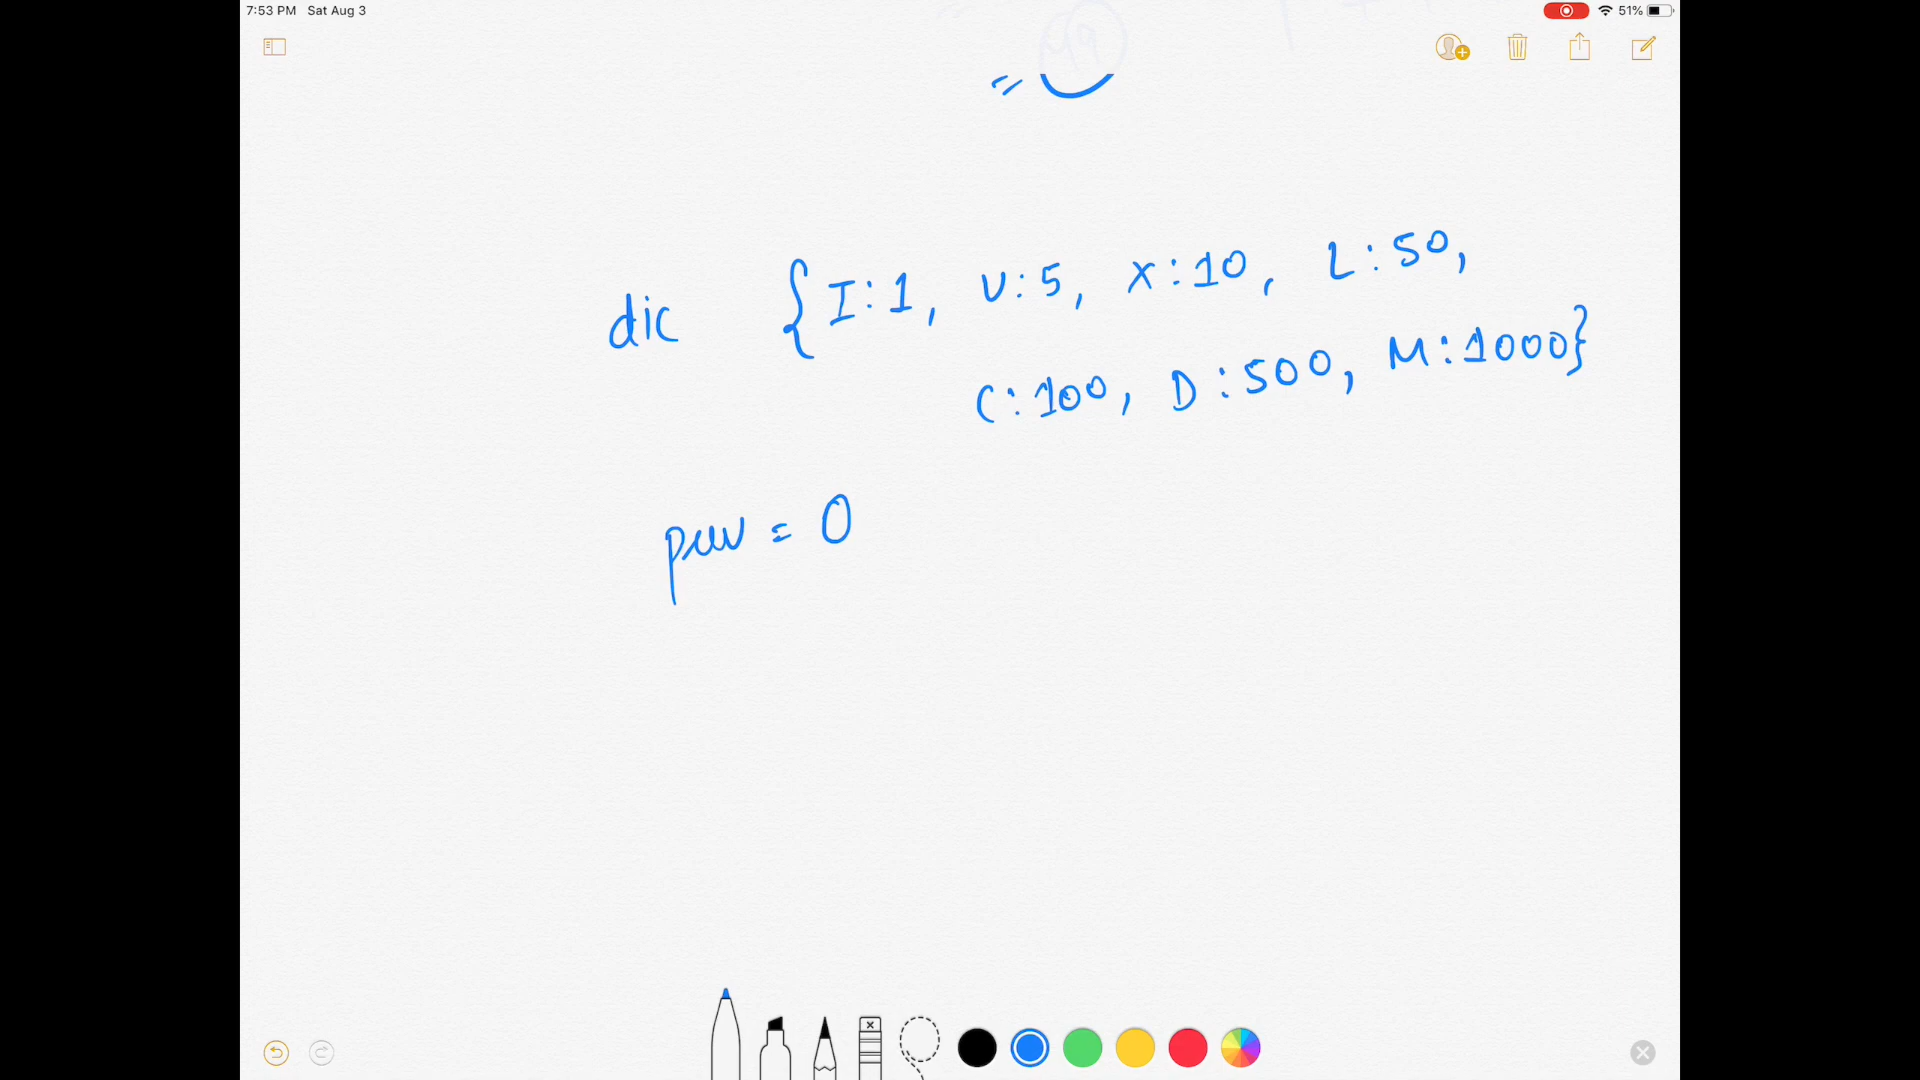 7:53 PM Sat Aug 3
51%
=
dic {I:1, V:5, X:10, L:50,
C:100, D:500, M:1000}
prev = 0